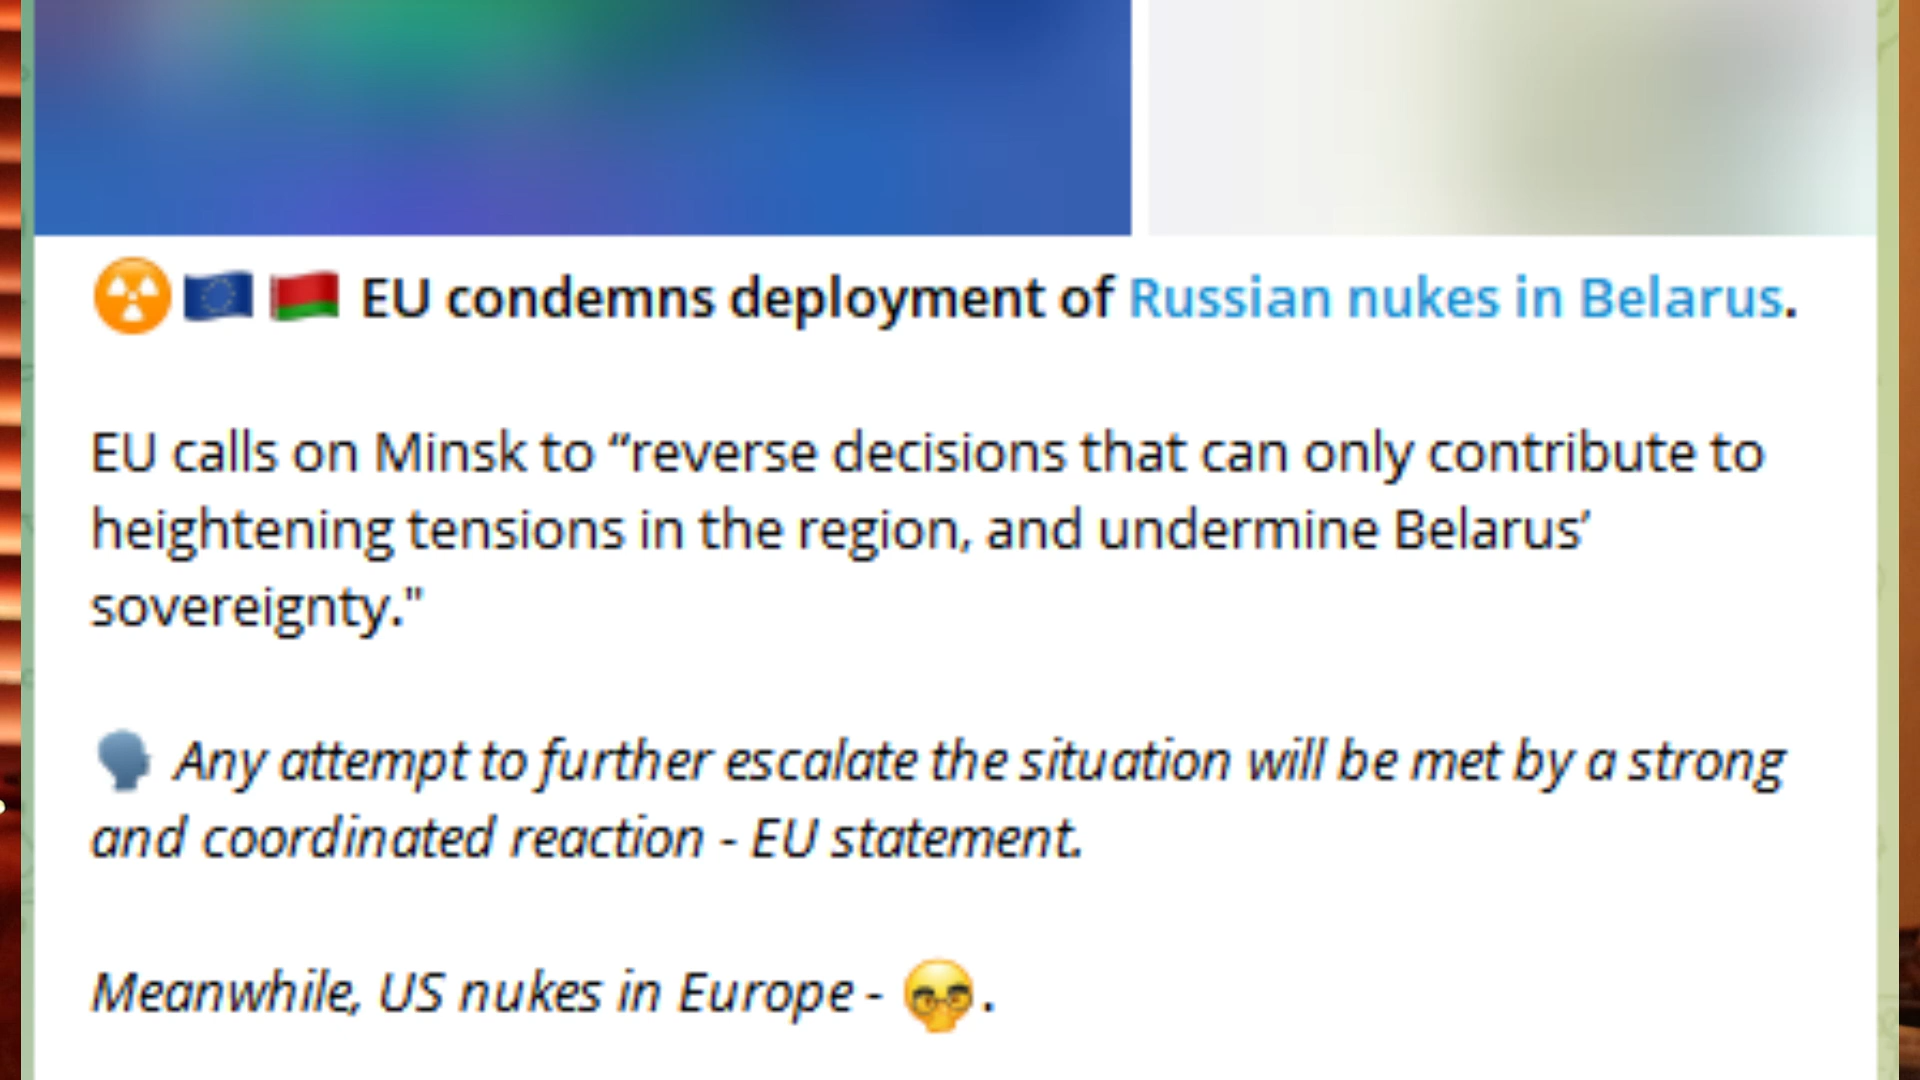 ☢️🇪🇺🇧🇾 EU condemns deployment of Russian nukes in Belarus.
EU calls on Minsk to “reverse decisions that can only contribute to
heightening tensions in the region, and undermine Belarus’
sovereignty."
🗣 Any attempt to further escalate the situation will be met by a strong
and coordinated reaction - EU statement.
Meanwhile, US nukes in Europe - 🥸.